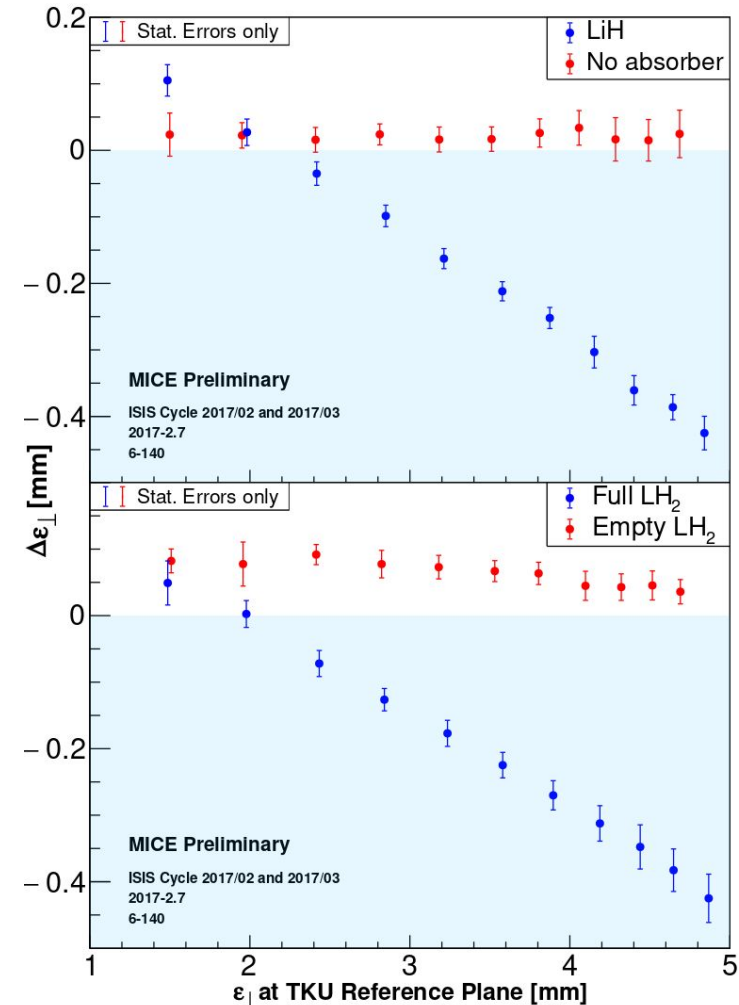 0.2
Stat. Errors only
LiH
No absorber
0
− 0.2
MICE Preliminary
ISIS Cycle 2017/02 and 2017/03
2017-2.7
6-140
− 0.4
Δε⊥ [mm]
Stat. Errors only
Full LH₂
Empty LH₂
0
− 0.2
MICE Preliminary
ISIS Cycle 2017/02 and 2017/03
2017-2.7
6-140
− 0.4
1 2 3 4 5
ε⊥ at TKU Reference Plane [mm]